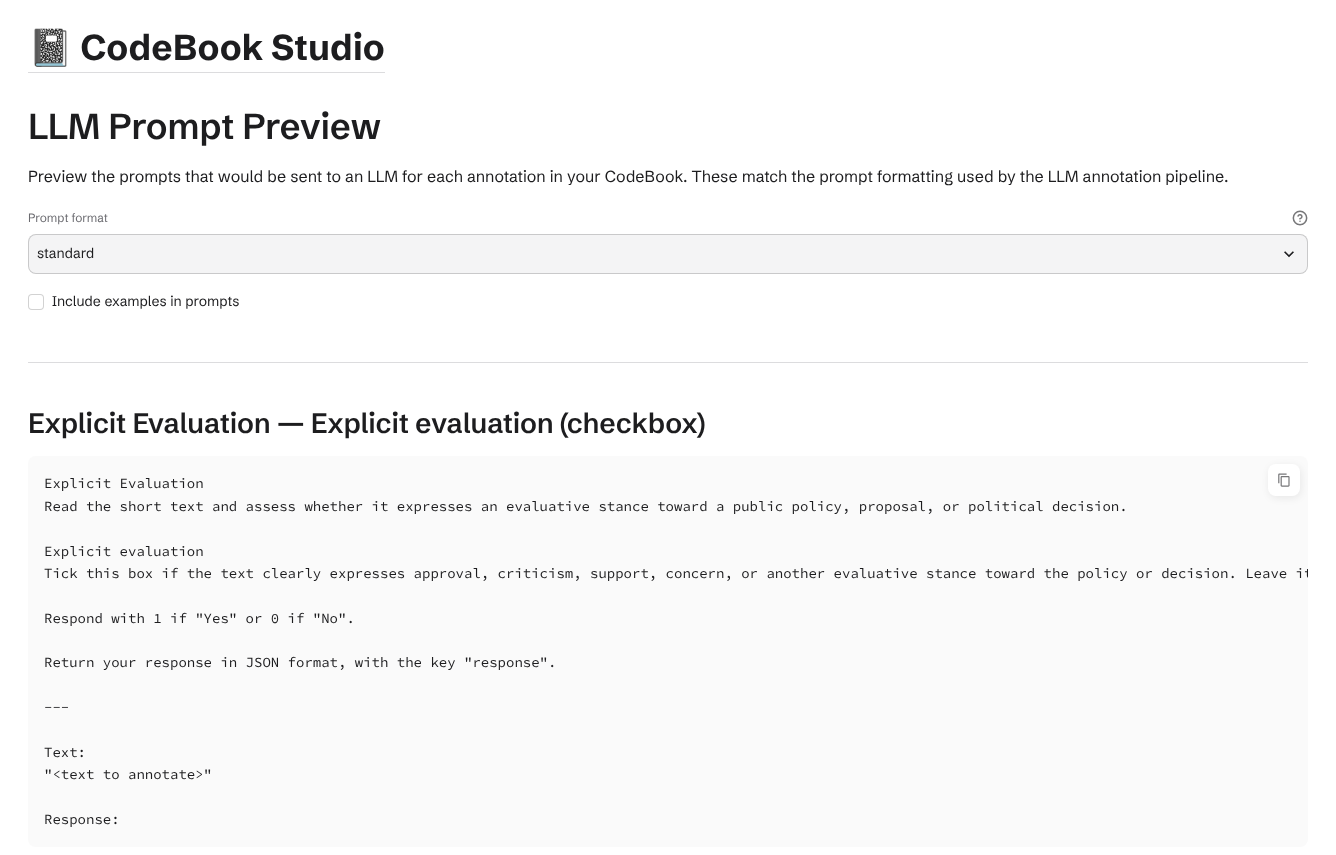 CodeBook Studio
LLM Prompt Preview
Preview the prompts that would be sent to an LLM for each annotation in your CodeBook. These match the prompt formatting used by the LLM annotation pipeline.
Prompt format
standard
Include examples in prompts
Explicit Evaluation — Explicit evaluation (checkbox)
Explicit Evaluation
Read the short text and assess whether it expresses an evaluative stance toward a public policy, proposal, or political decision.
Explicit evaluation
Tick this box if the text clearly expresses approval, criticism, support, concern, or another evaluative stance toward the policy or decision. Leave
Respond with 1 if "Yes" or 0 if "No".
Return your response in JSON format, with the key "response".
---
Text:
"<text to annotate>"
Response: